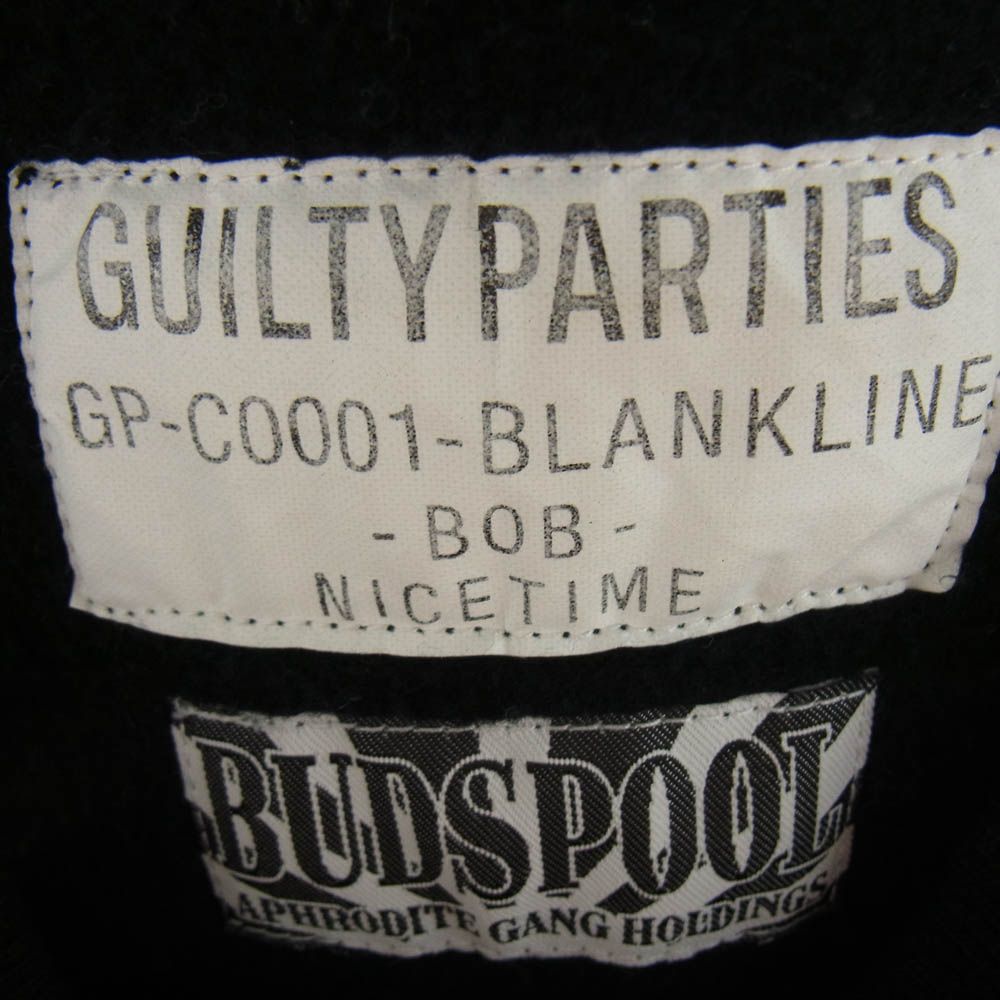 GUILTY PARTIES
GP-C0001-BLANKLINE
-BOB-
NICETIME
BUDSPOOL
APHRODITE GANG HOLDINGS